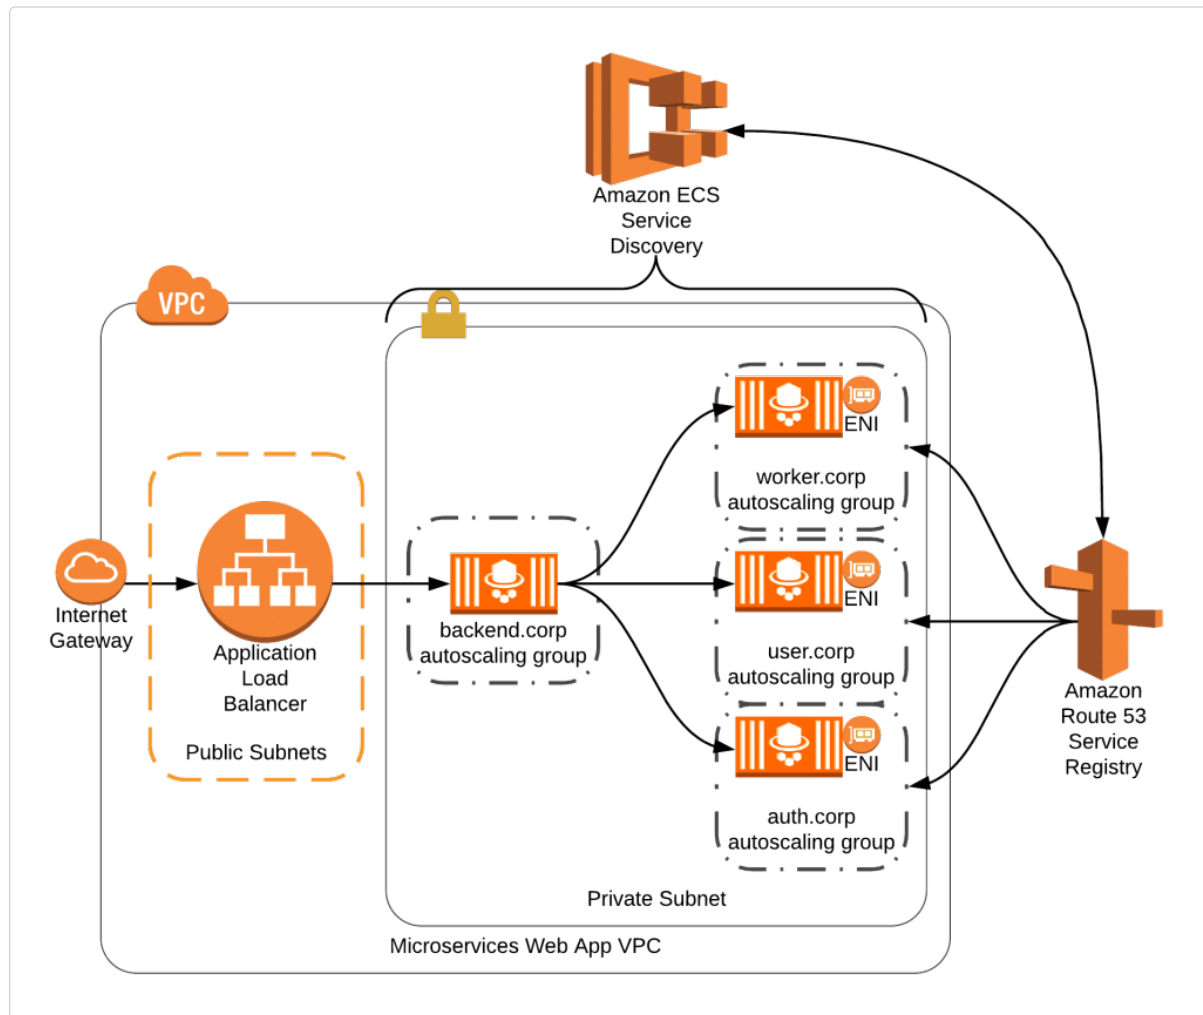 Amazon ECS
Service
Discovery
VPC
ENI
worker.corp
autoscaling group
Internet
Gateway
Application
Load
Balancer
Public Subnets
backend.corp
autoscaling group
ENI
user.corp
autoscaling group
ENI
auth.corp
autoscaling group
Amazon
Route 53
Service
Registry
Private Subnet
Microservices Web App VPC